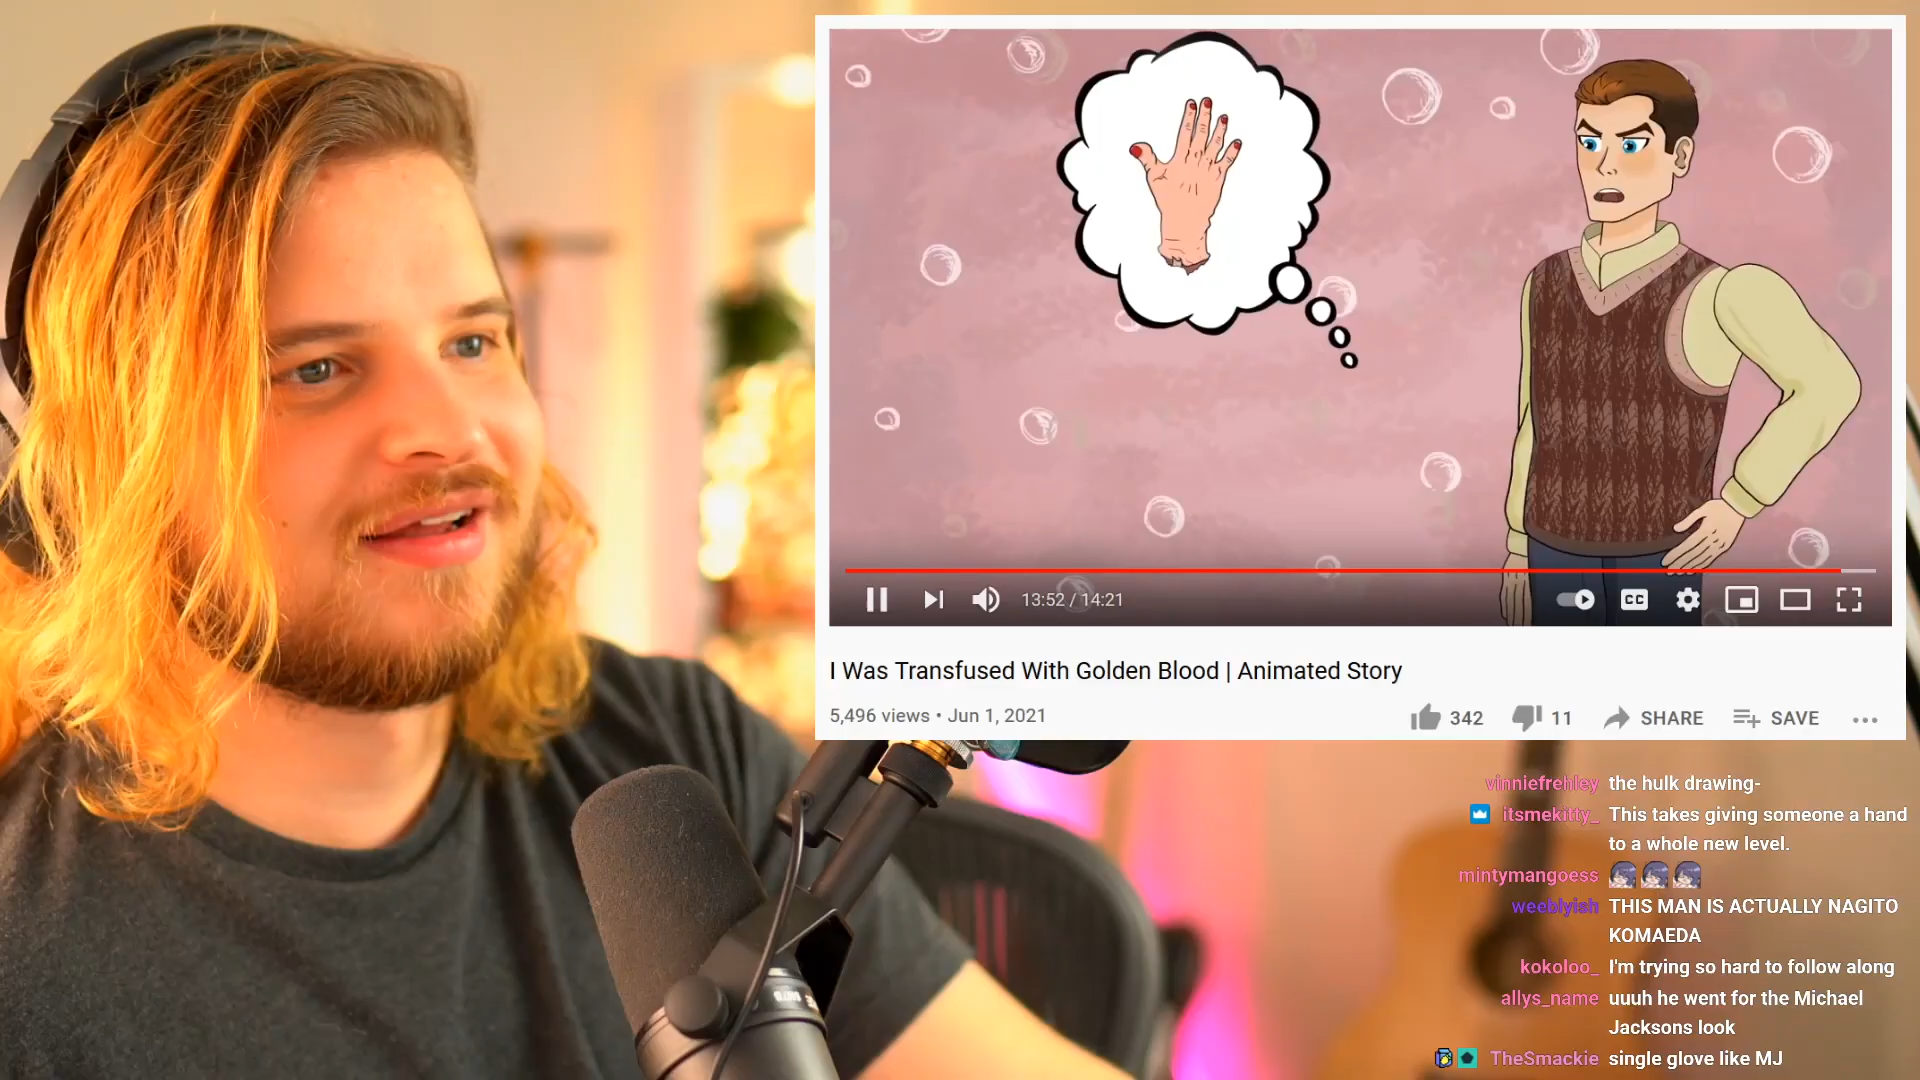 13:52 / 14:21
CC
I Was Transfused With Golden Blood | Animated Story
5,496 views • Jun 1, 2021
342
11
SHARE
SAVE
vinniefrehley the hulk drawing-
itsmekitty_ This takes giving someone a hand
to a whole new level.
mintymangoess
weeblyish THIS MAN IS ACTUALLY NAGITO
KOMAEDA
kokoloo_ I'm trying so hard to follow along
allys_name uuuh he went for the Michael
Jacksons look
TheSmackie single glove like MJ